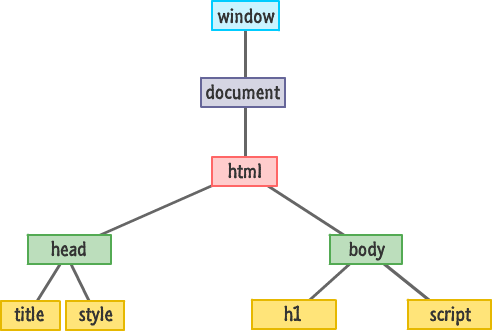 window
document
html
head
body
title
style
h1
script